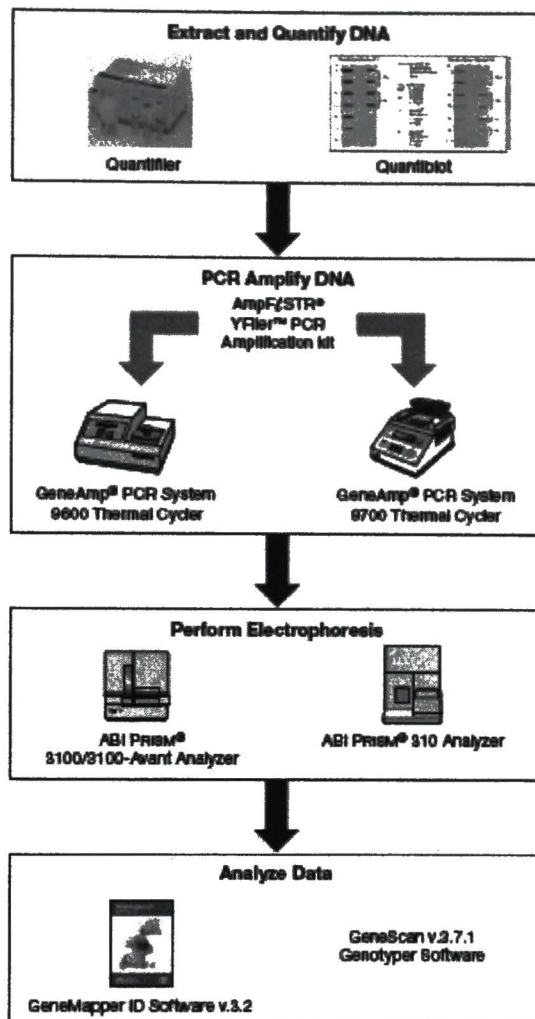 Extract and Quantify DNA
Quantifiler
Quantiblot
PCR Amplify DNA
AmpFℓSTR®
YFiler™ PCR
Amplification kit
GeneAmp® PCR System
9600 Thermal Cycler
GeneAmp® PCR System
9700 Thermal Cycler
Perform Electrophoresis
ABI PRISM®
3100/3100-Avant Analyzer
ABI PRISM® 310 Analyzer
Analyze Data
GeneMapper ID Software v.3.2
GeneScan v.3.7.1
Genotyper Software